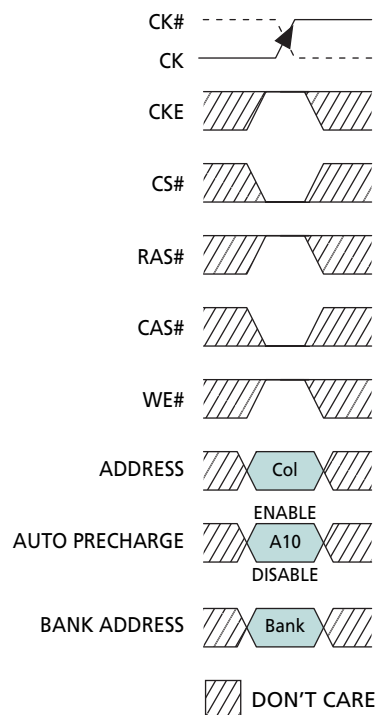 CK#
CK
CKE
CS#
RAS#
CAS#
WE#
ADDRESS
Col
ENABLE
AUTO PRECHARGE
A10
DISABLE
BANK ADDRESS
Bank
DON'T CARE